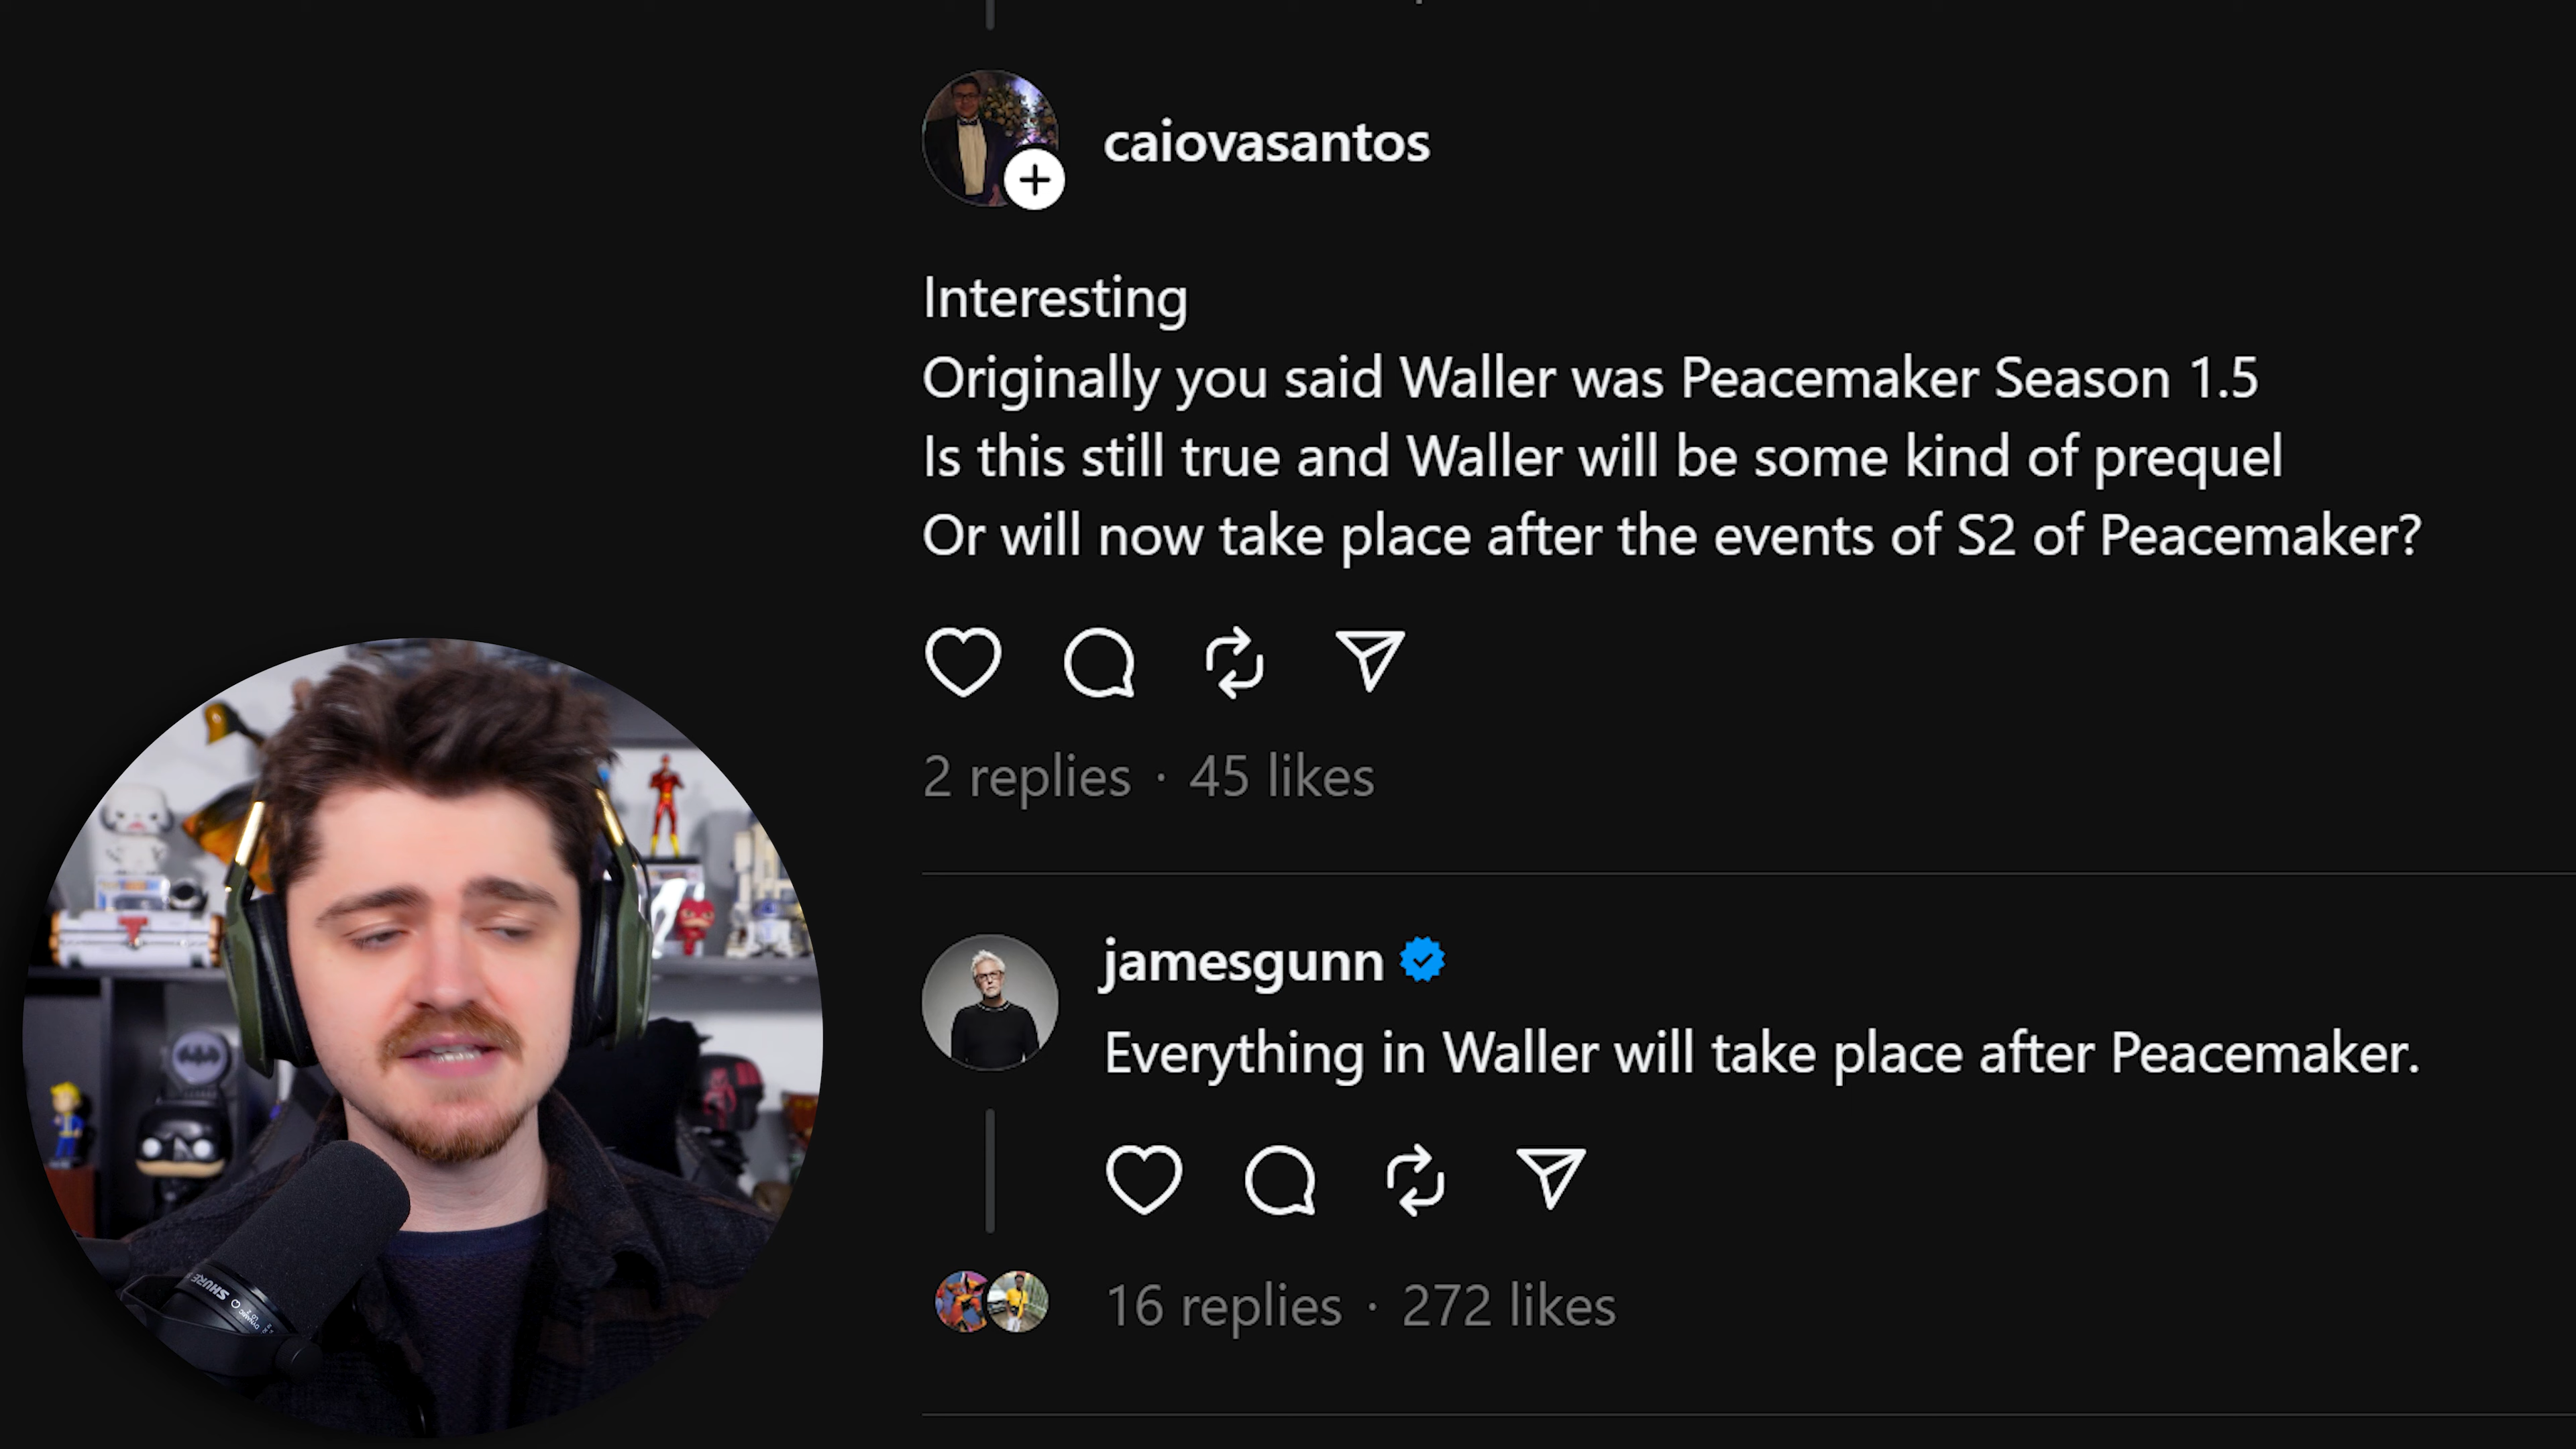 caiovasantos
Interesting
Originally you said Waller was Peacemaker Season 1.5
Is this still true and Waller will be some kind of prequel
Or will now take place after the events of S2 of Peacemaker?
2 replies · 45 likes
jamesgunn
Everything in Waller will take place after Peacemaker.
16 replies · 272 likes
SHURE